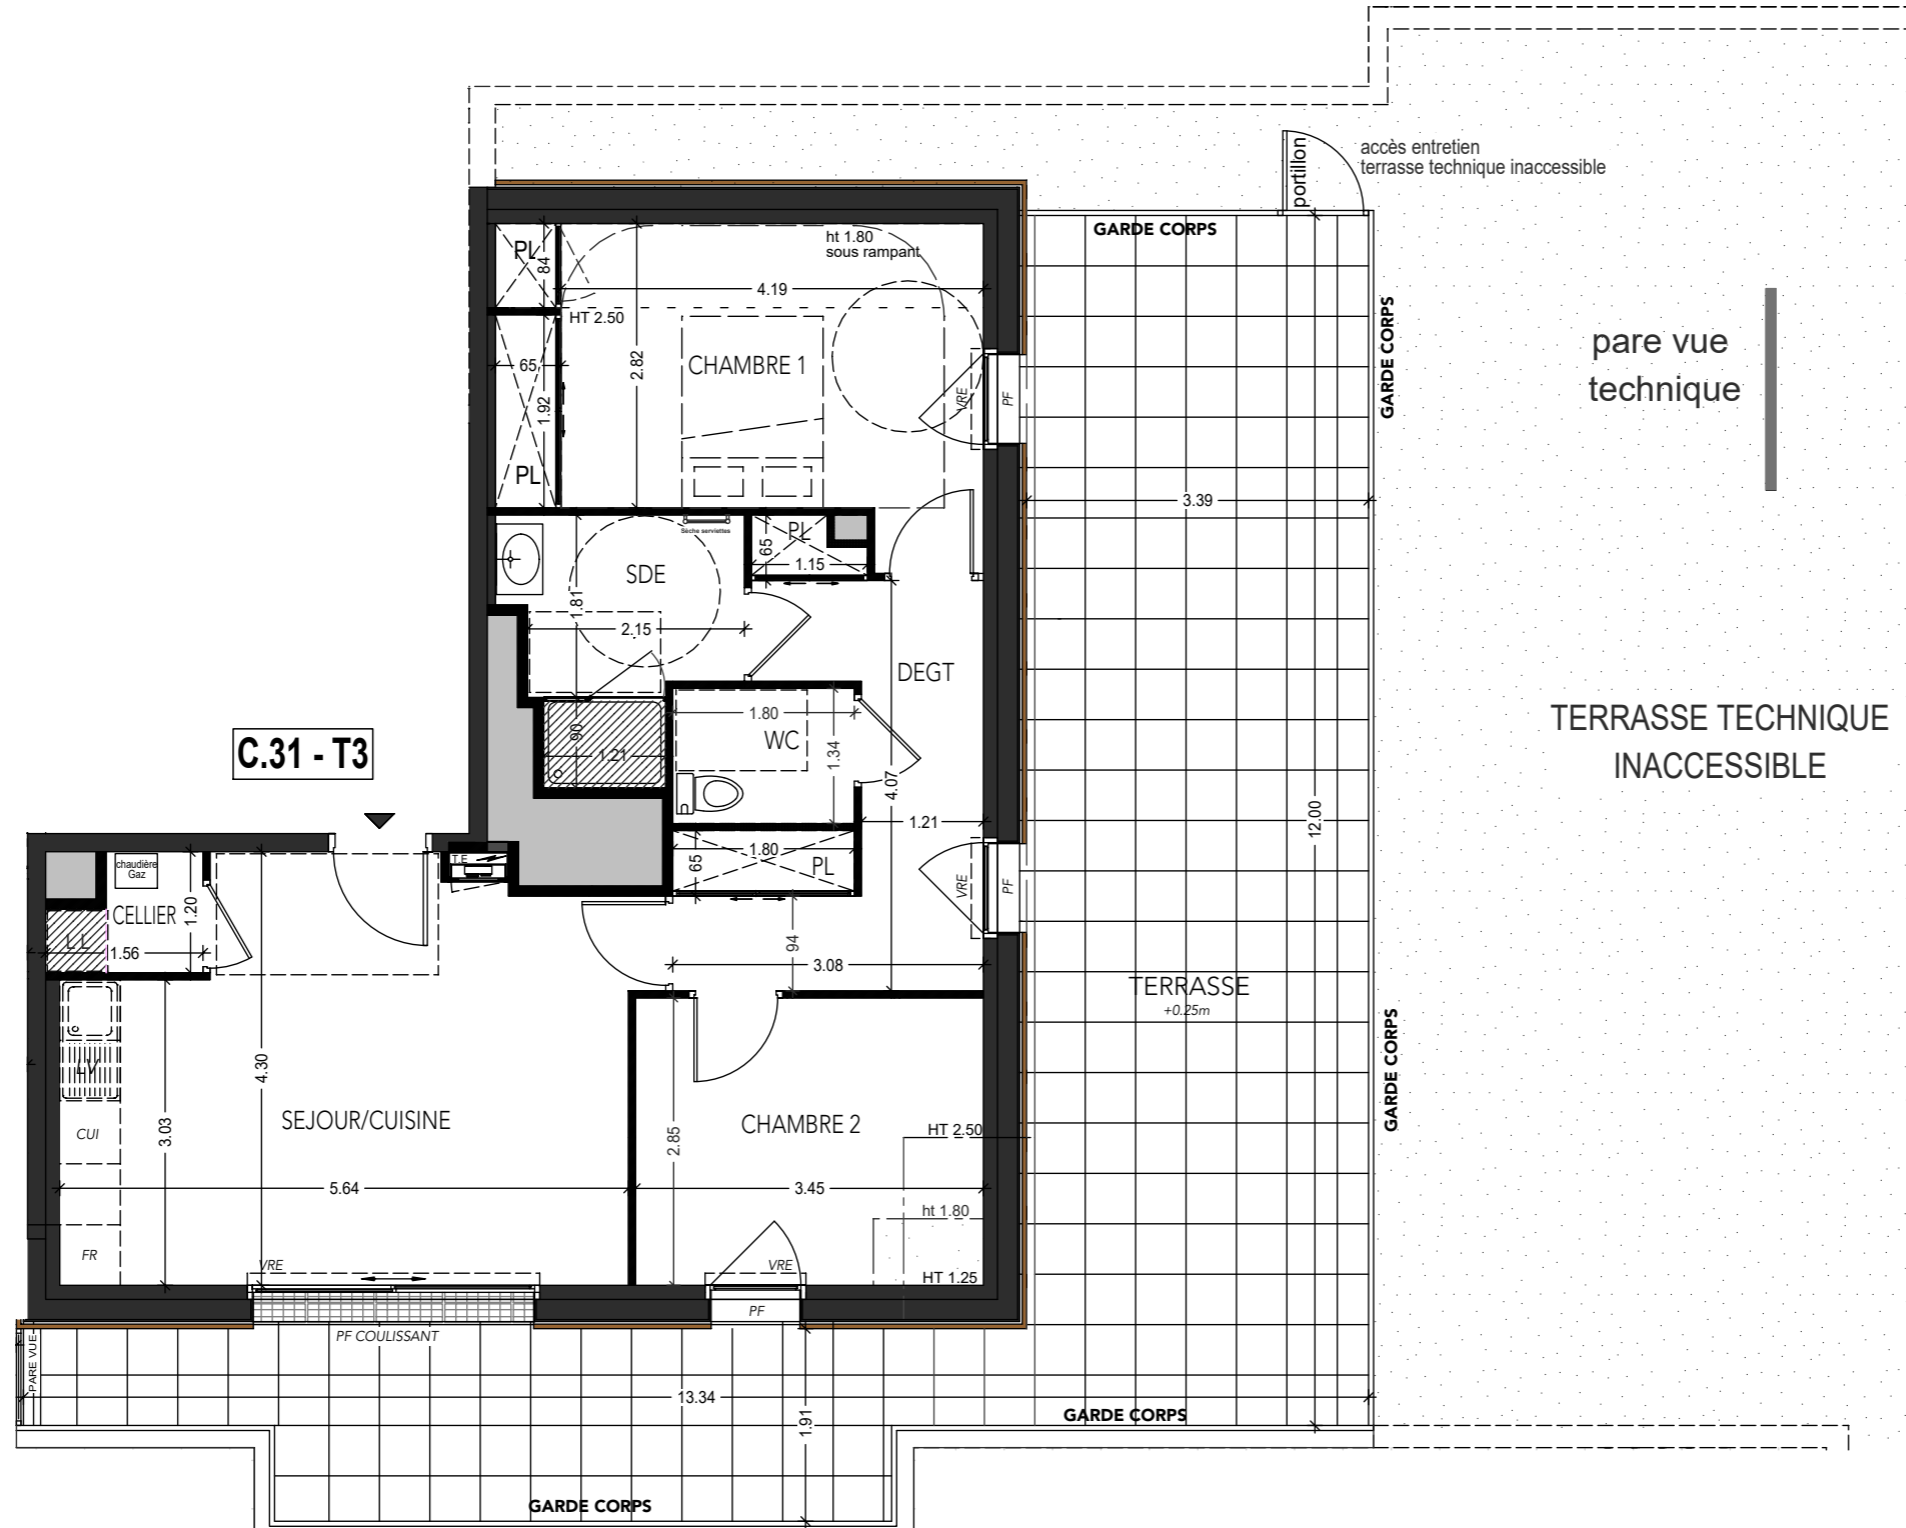 portillon
accès entretien
terrasse technique inaccessible
GARDE CORPS
PL
84
ht 1.80
sous rampant
4.19
HT 2.50
2.82
CHAMBRE 1
65
1.92
PL
VRE
PF
GARDE CORPS
pare vue
technique
3.39
Sèche serviettes
PL
65
1.15
SDE
1.81
2.15
DEGT
90
1.21
1.80
WC
1.34
4.07
1.21
TERRASSE TECHNIQUE
INACCESSIBLE
12.00
C.31 - T3
T.E
65
1.80
PL
VRE
PF
chaudière
Gaz
CELLIER
1.20
L L
1.56
94
3.08
TERRASSE
+0.25m
GARDE CORPS
LV
4.30
3.03
SEJOUR/CUISINE
CUI
5.64
FR
2.85
CHAMBRE 2
HT 2.50
3.45
ht 1.80
HT 1.25
VRE
VRE
PF
PF COULISSANT
PARE VUE
13.34
1.91
GARDE CORPS
GARDE CORPS